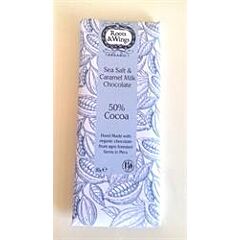 Roots
&Wings
ORGANIC
Sea Salt &
Caramel Milk
Chocolate
50%
Cocoa
Hand Made with
organic chocolate
from agro forested
farms in Peru